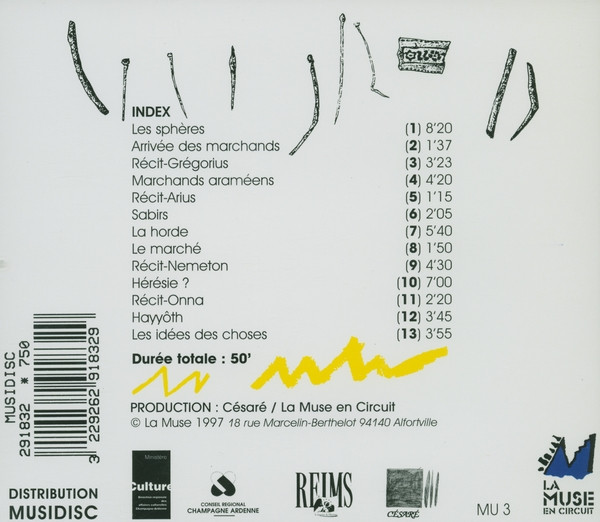 INDEX
Les sphères (1) 8'20
Arrivée des marchands (2) 1'37
Récit-Grégorius (3) 3'23
Marchands araméens (4) 4'20
Récit-Arius (5) 1'15
Sabirs (6) 2'05
La horde (7) 5'40
Le marché (8) 1'50
Récit-Nemeton (9) 4'30
Hérésie ? (10) 7'00
Récit-Onna (11) 2'20
Hayyôth (12) 3'45
Les idées des choses (13) 3'55
Durée totale : 50'
PRODUCTION : Césaré / La Muse en Circuit
© La Muse 1997 18 rue Marcelin-Berthelot 94140 Alfortville
MUSIDISC
291832 * 750
3 229262 918329
DISTRIBUTION
MUSIDISC
Ministère
Culture
CONSEIL REGIONAL
CHAMPAGNE ARDENNE
REIMS
CÉSARÉ
MU 3
LA
MUSE
EN CIRCUIT